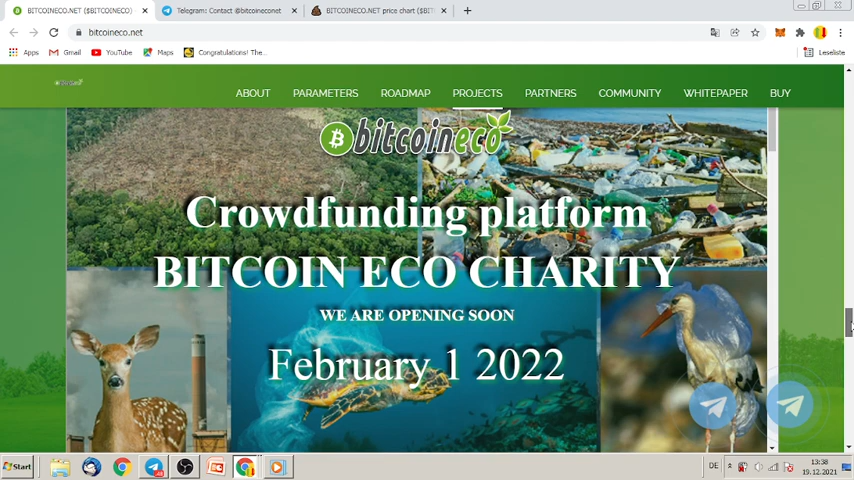 BITCOINECO.NET ($BITCOINECO) -
Telegram: Contact @bitcoineconet
BITCOINECO.NET price chart ($BIT
bitcoineco.net
Apps
Gmail
YouTube
Maps
Congratulations! The...
Leseliste
ABOUT
PARAMETERS
ROADMAP
PROJECTS
PARTNERS
COMMUNITY
WHITEPAPER
BUY
bitcoineco
Crowdfunding platform
BITCOIN ECO CHARITY
WE ARE OPENING SOON
February 1 2022
Start
DE
13:38
19.12.2021